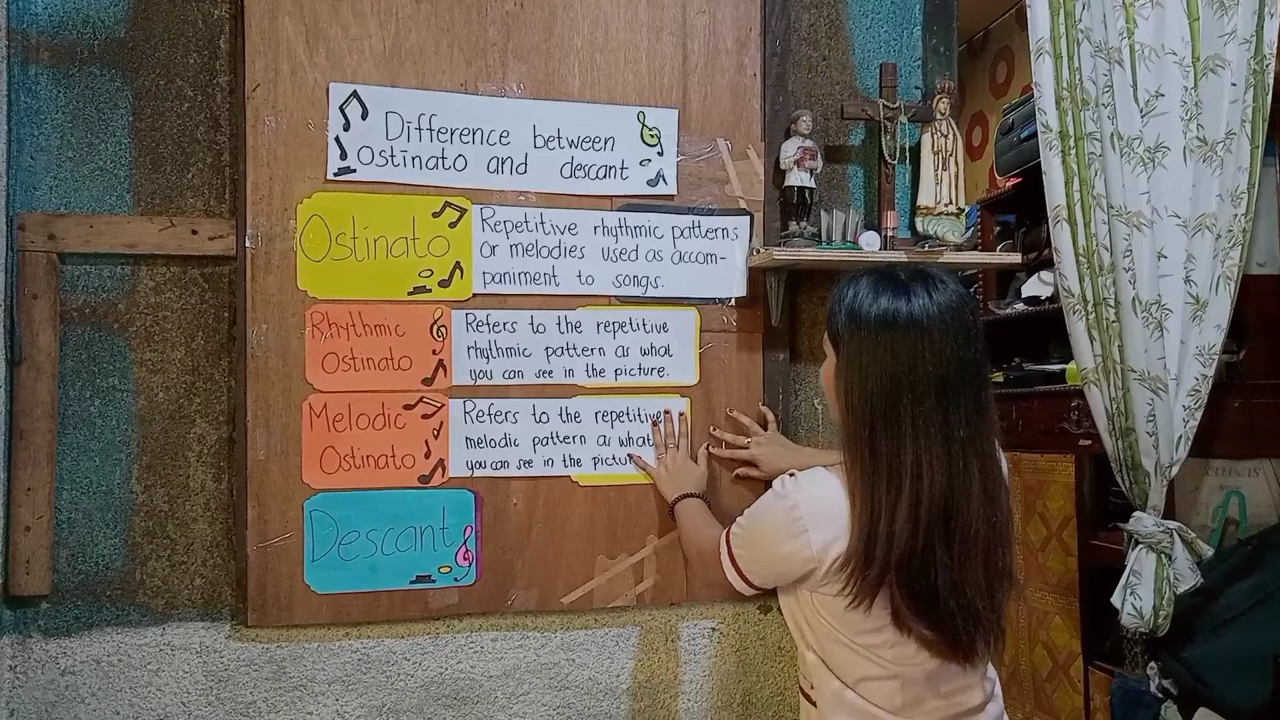 Difference between
Ostinato and descant
Ostinato
Repetitive rhythmic patterns
Or melodies used as accom-
paniment to songs.
Rhythmic
Ostinato
Refers to the repetitive
rhythmic pattern as what
you can see in the picture.
Melodic
Ostinato
Refers to the repetitive
melodic pattern as what
you can see in the
Descant